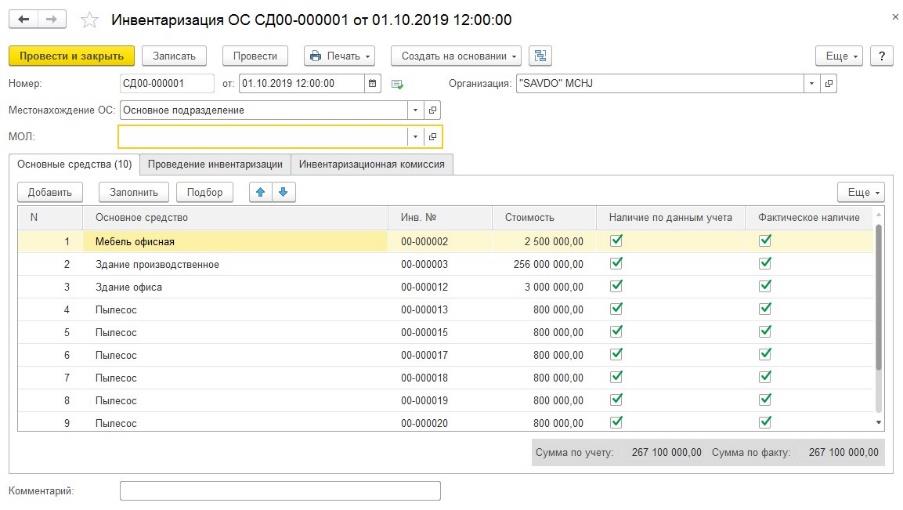 Инвентаризация ОС СД00-000001 от 01.10.2019 12:00:00
Провести и закрыть Записать Провести Печать Создать на основании Еще ?
Номер: СД00-000001 от: 01.10.2019 12:00:00 Организация: "SAVDO" MCHJ
Местонахождение ОС: Основное подразделение
МОЛ:
Основные средства (10) Проведение инвентаризации Инвентаризационная комиссия
Добавить Заполнить Подбор Еще
N Основное средство Инв. № Стоимость Наличие по данным учета Фактическое наличие
1 Мебель офисная 00-000002 2 500 000,00
2 Здание производственное 00-000003 256 000 000,00
3 Здание офиса 00-000012 3 000 000,00
4 Пылесос 00-000013 800 000,00
5 Пылесос 00-000015 800 000,00
6 Пылесос 00-000017 800 000,00
7 Пылесос 00-000018 800 000,00
8 Пылесос 00-000019 800 000,00
9 Пылесос 00-000020 800 000,00
Сумма по учету: 267 100 000,00 Сумма по факту: 267 100 000,00
Комментарий: